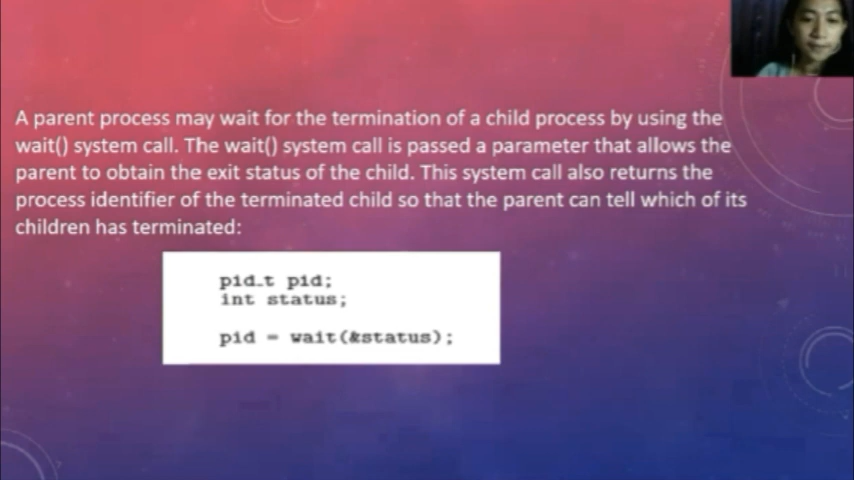 A parent process may wait for the termination of a child process by using the
wait() system call. The wait() system call is passed a parameter that allows the
parent to obtain the exit status of the child. This system call also returns the
process identifier of the terminated child so that the parent can tell which of its
children has terminated:
pid_t pid;
int status;
pid = wait(&status);